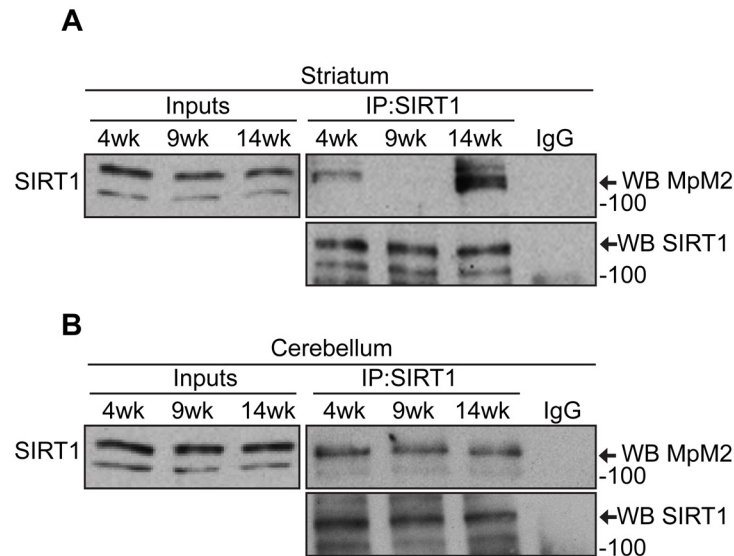 A
Striatum
Inputs IP:SIRT1
4wk 9wk 14wk 4wk 9wk 14wk IgG
SIRT1 WB MpM2
-100
WB SIRT1
-100
B
Cerebellum
Inputs IP:SIRT1
4wk 9wk 14wk 4wk 9wk 14wk IgG
SIRT1 WB MpM2
-100
WB SIRT1
-100